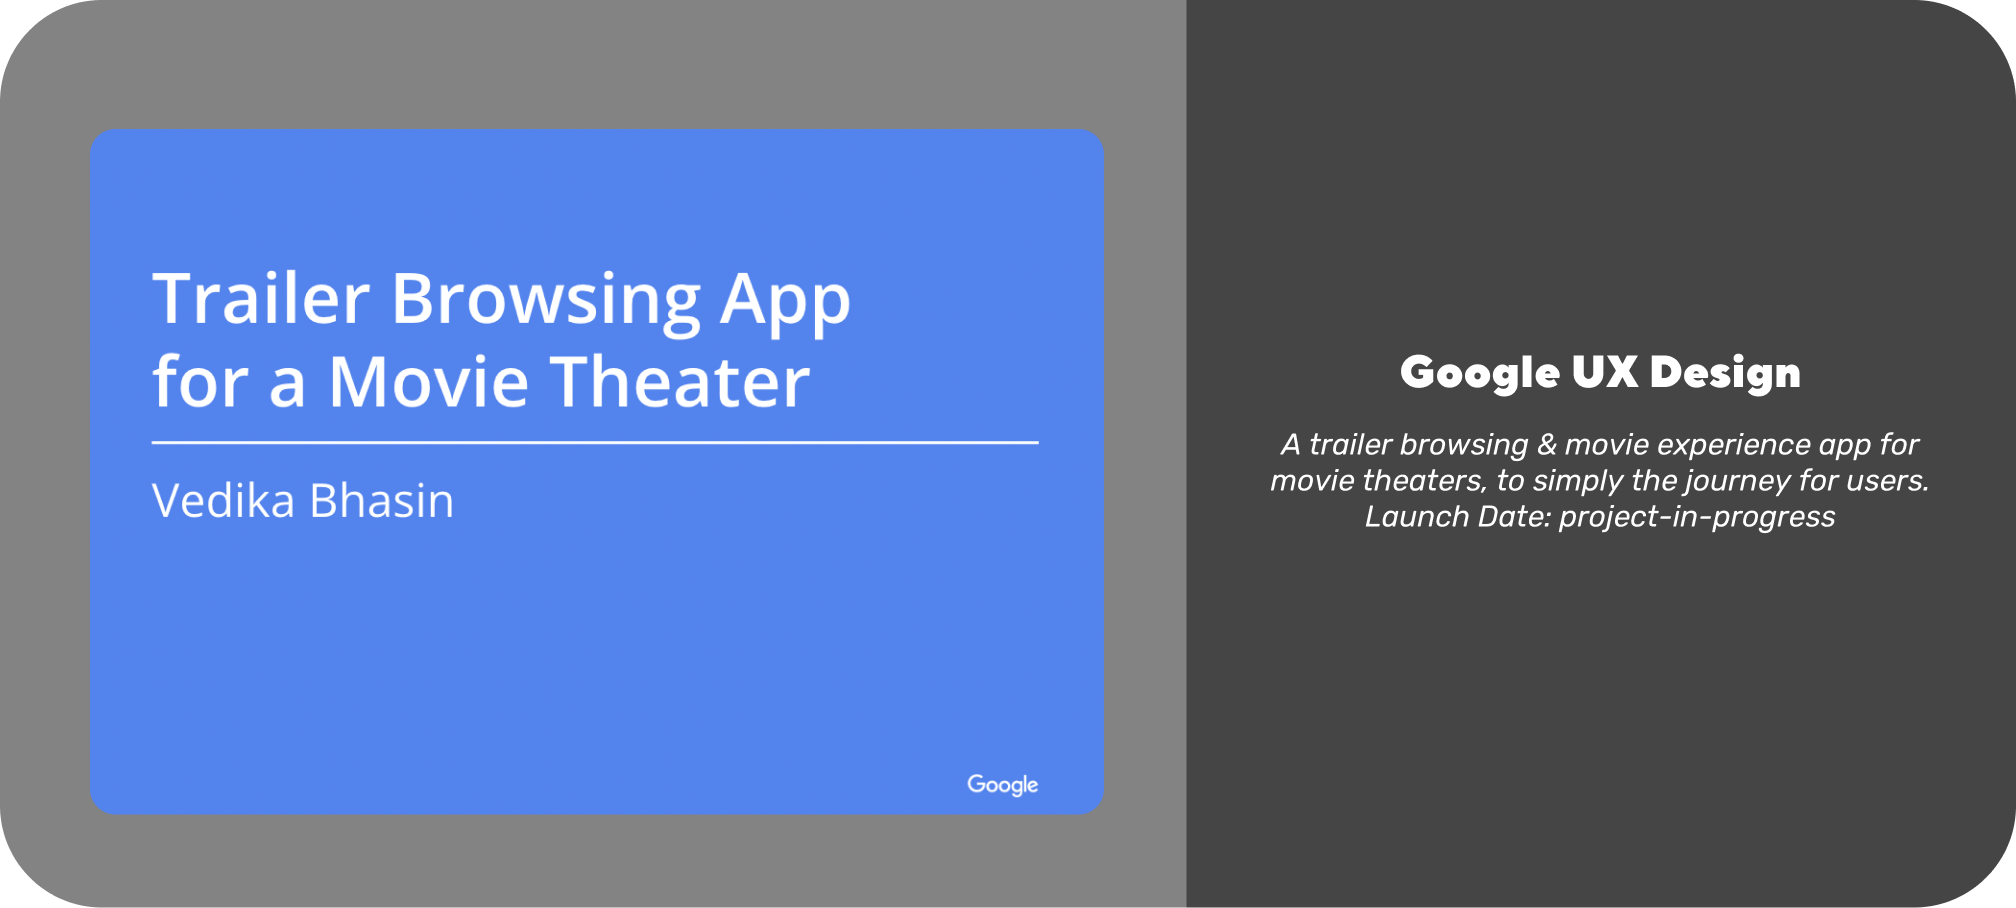 Trailer Browsing App
for a Movie Theater
Vedika Bhasin
Google
Google UX Design
A trailer browsing & movie experience app for
movie theaters, to simply the journey for users.
Launch Date: project-in-progress